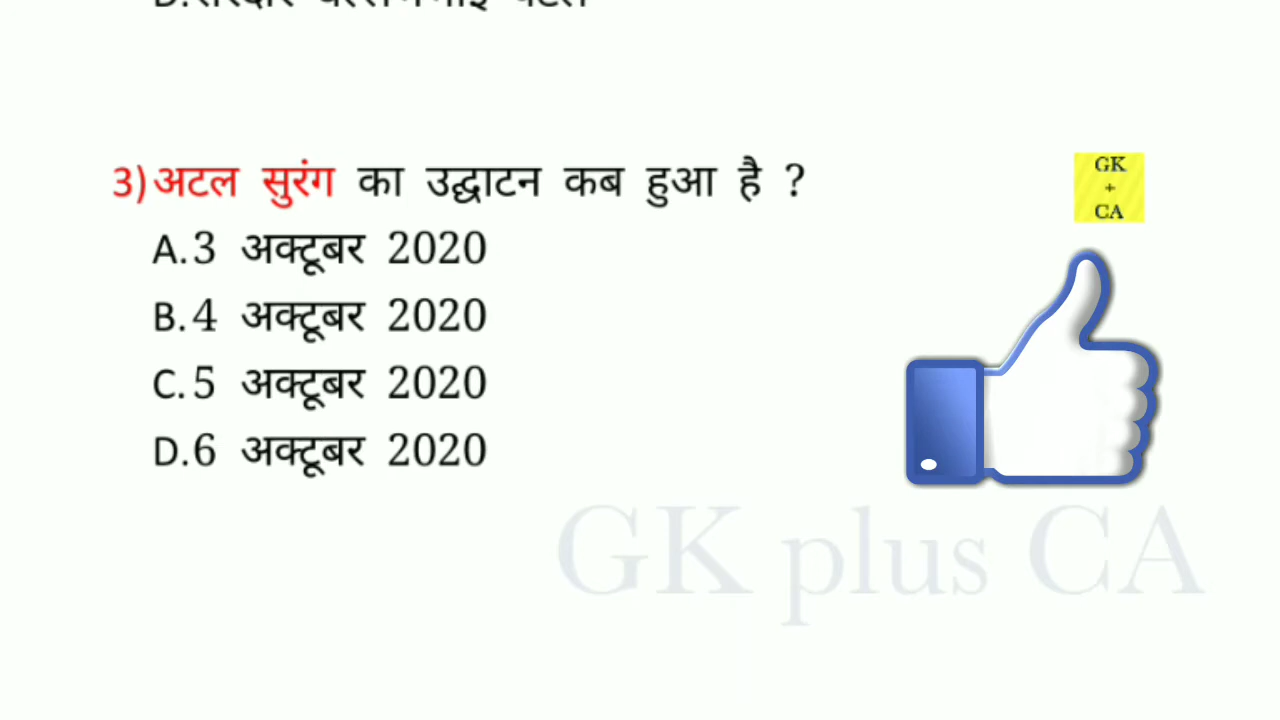 3) अटल सुरंग का उद्घाटन कब हुआ है ?
A. 3 अक्टूबर 2020
B. 4 अक्टूबर 2020
C. 5 अक्टूबर 2020
D. 6 अक्टूबर 2020
GK
+
CA
GK plus CA